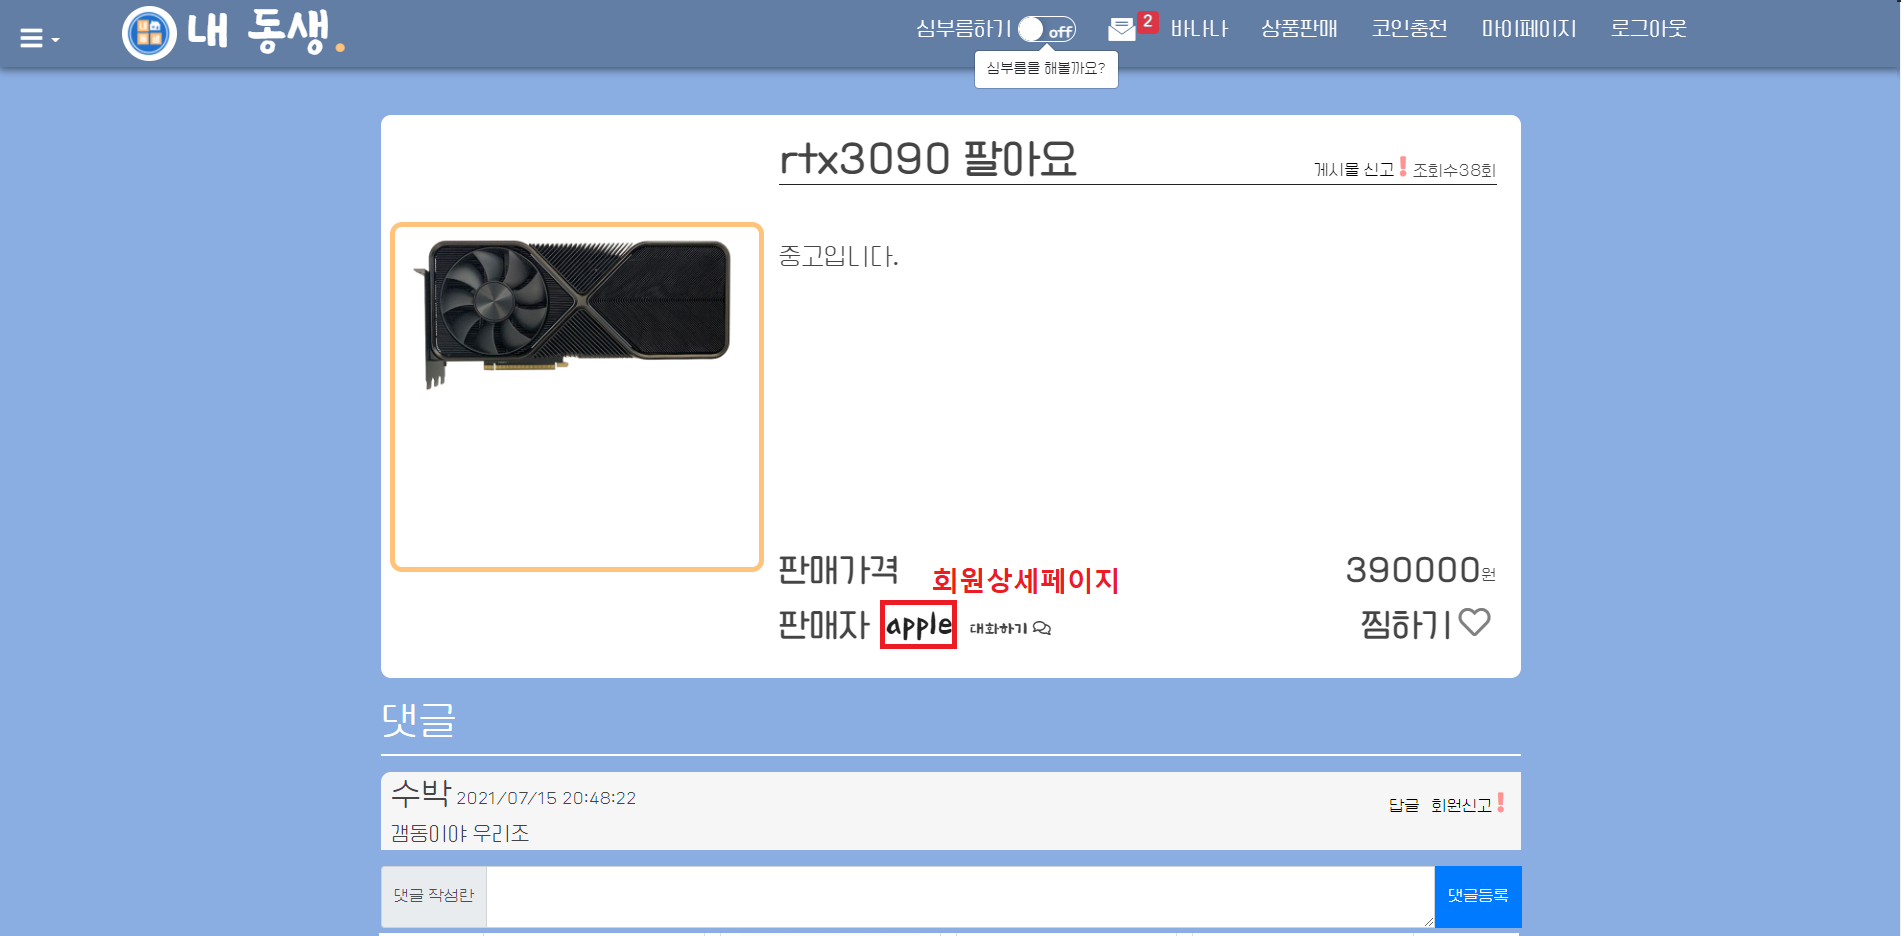 내 동생.
심부름하기 off 2 바나나 상품판매 코인충전 마이페이지 로그아웃
심부름을 해볼까요?
rtx3090 팔아요
게시물 신고 조회수38회
중고입니다.
판매가격 390000원
회원상세페이지
판매자 apple 대화하기 찜하기
댓글
수박 2021/07/15 20:48:22 답글 회원신고
갬동이야 우리조
댓글 작성란 댓글등록